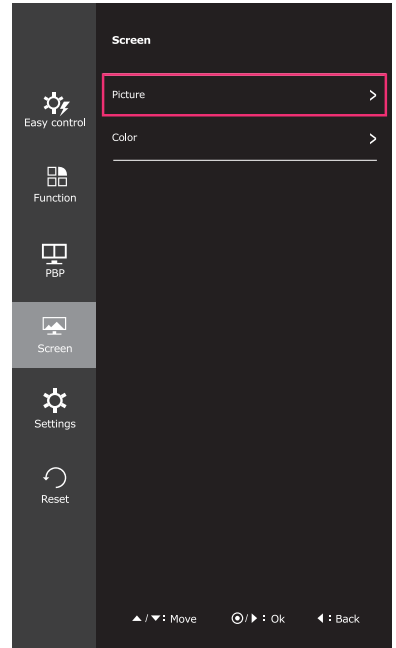 Screen
Picture >
Color >
Easy control
Function
PBP
Screen
Settings
Reset
▲/▼: Move ⦿/▶ : Ok ◀ : Back